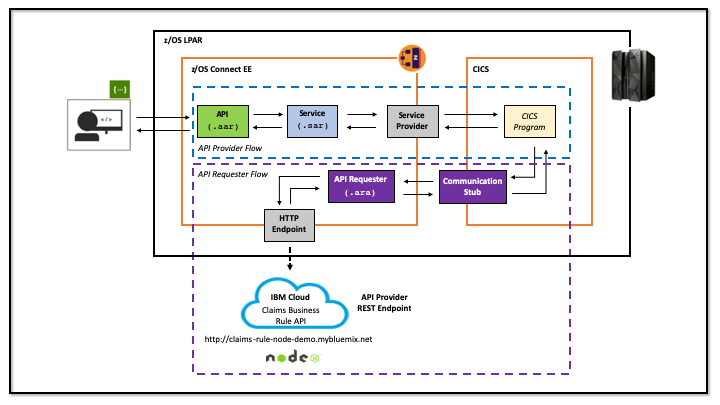 z/OS LPAR
z/OS Connect EE
z
CICS
{...}
</>
API
(.aar)
Service
(.sar)
Service
Provider
CICS
Program
API Provider Flow
API Requester Flow
API Requester
(.ara)
Communication
Stub
HTTP
Endpoint
IBM Cloud
Claims Business
Rule API
API Provider
REST Endpoint
http://claims-rule-node-demo.mybluemix.net
node
JS